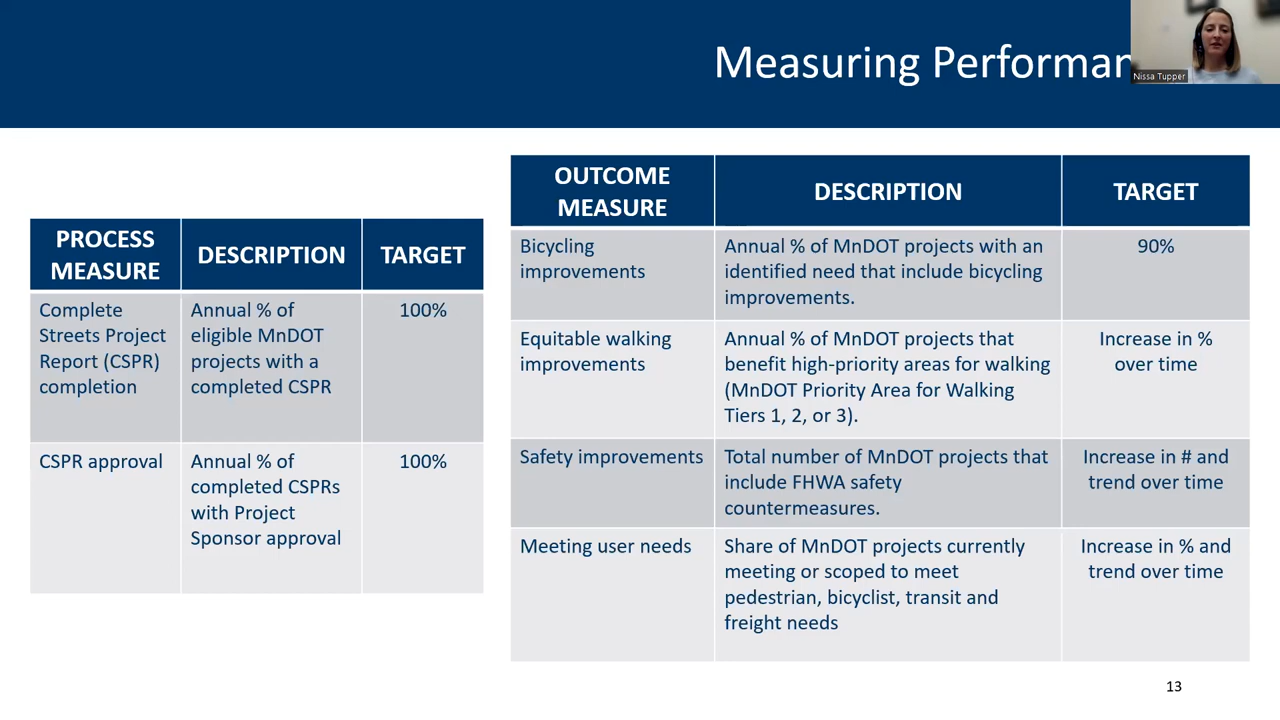 Measuring Performan
Nissa Tupper
PROCESS
MEASURE
DESCRIPTION
TARGET
Complete
Streets Project
Report (CSPR)
completion
Annual % of
eligible MnDOT
projects with a
completed CSPR
100%
CSPR approval
Annual % of
completed CSPRs
with Project
Sponsor approval
100%
OUTCOME
MEASURE
DESCRIPTION
TARGET
Bicycling
improvements
Annual % of MnDOT projects with an
identified need that include bicycling
improvements.
90%
Equitable walking
improvements
Annual % of MnDOT projects that
benefit high-priority areas for walking
(MnDOT Priority Area for Walking
Tiers 1, 2, or 3).
Increase in %
over time
Safety improvements
Total number of MnDOT projects that
include FHWA safety
countermeasures.
Increase in # and
trend over time
Meeting user needs
Share of MnDOT projects currently
meeting or scoped to meet
pedestrian, bicyclist, transit and
freight needs
Increase in % and
trend over time
13